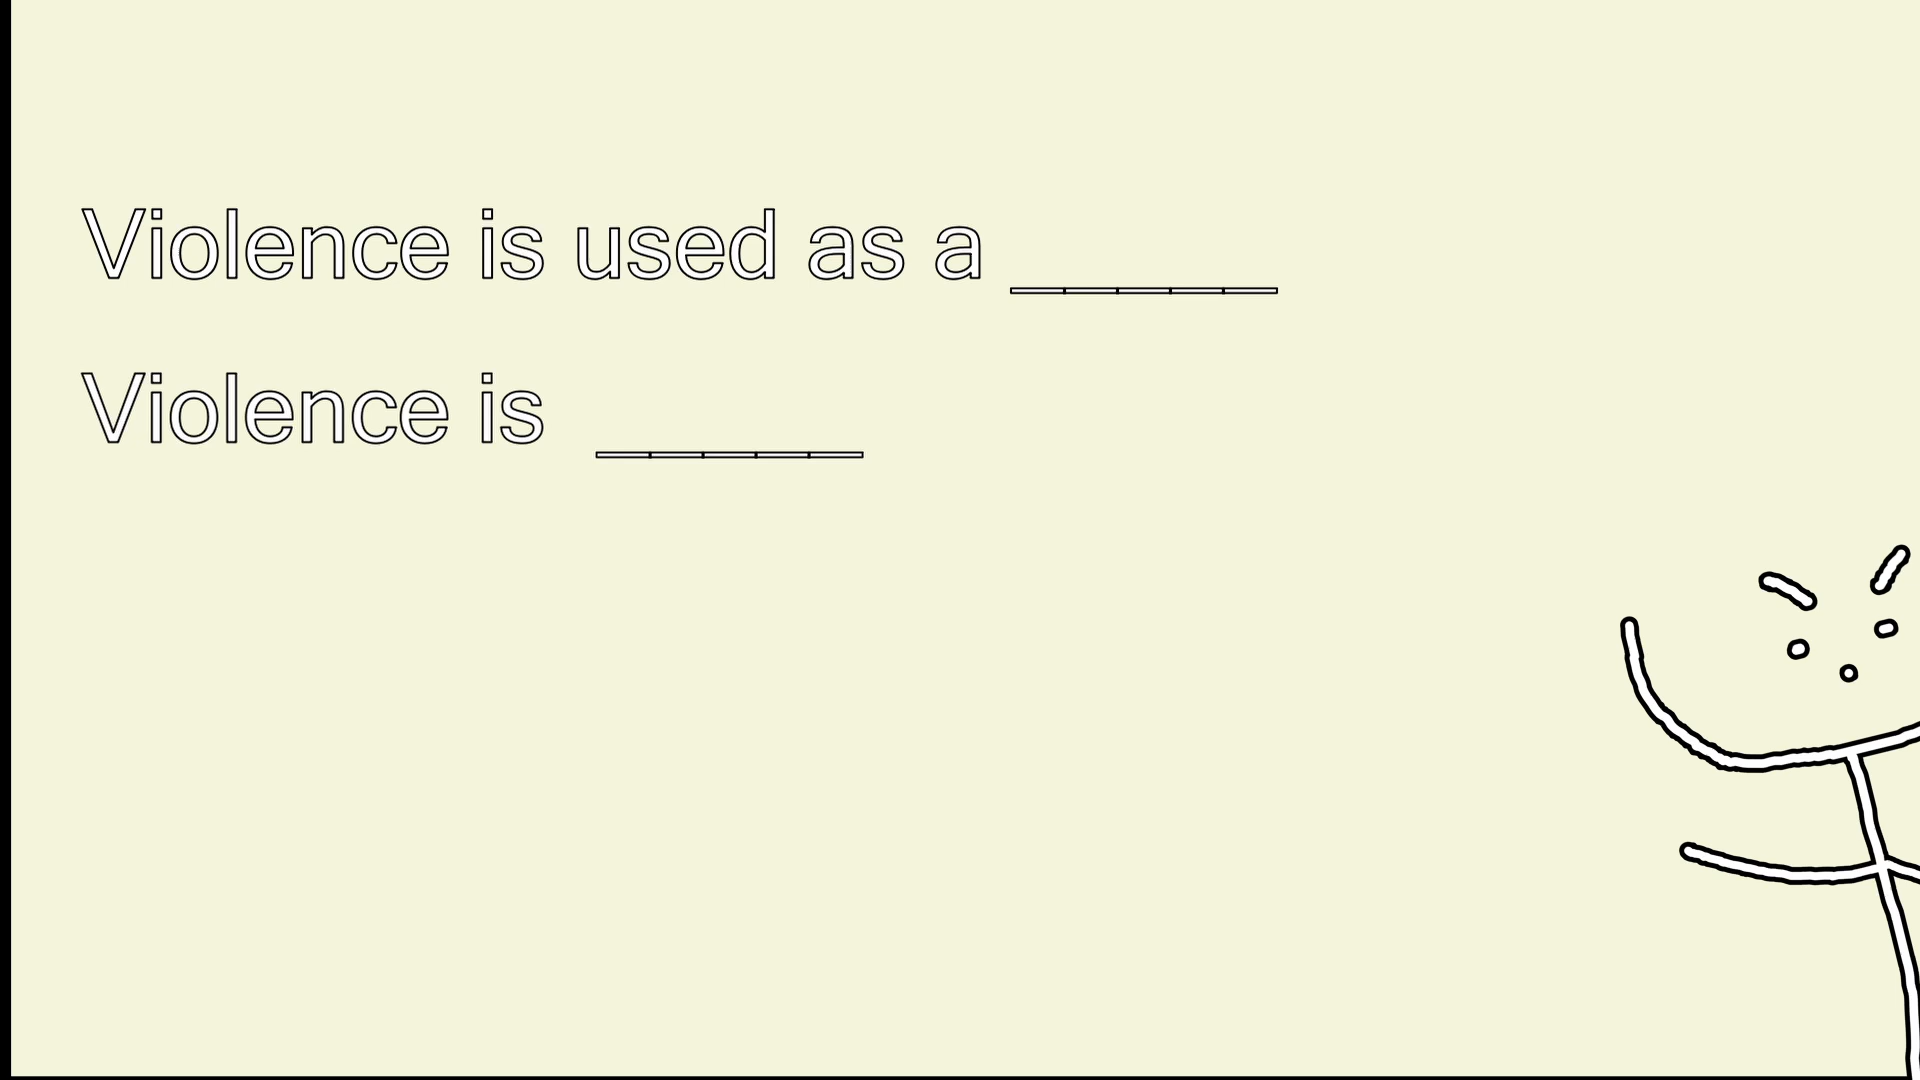 Violence is used as a _____
Violence is _____